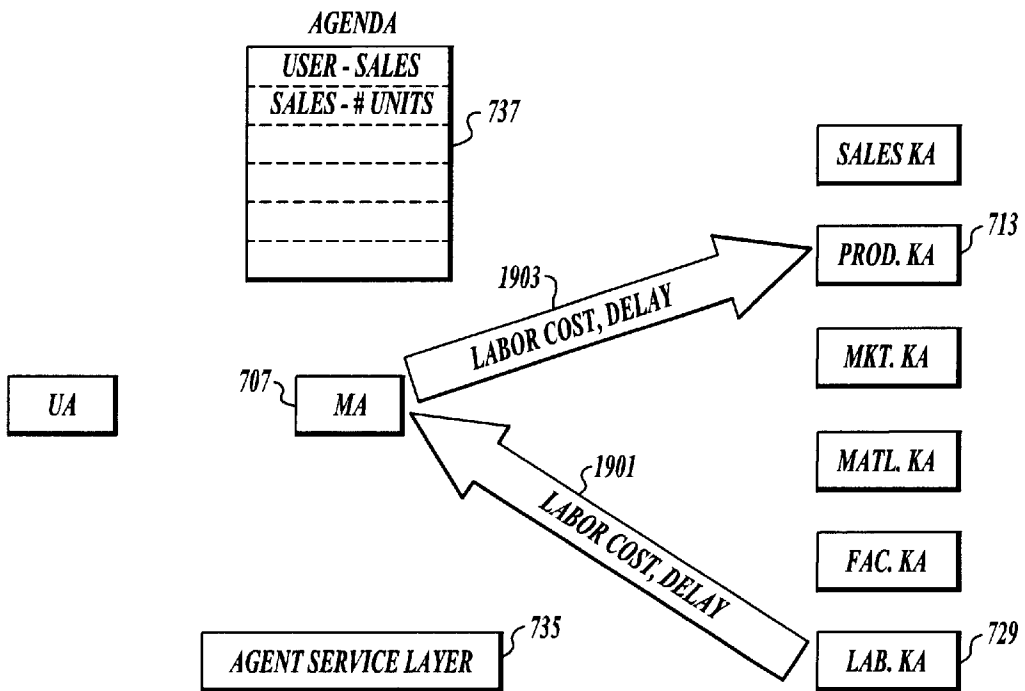 AGENDA
USER - SALES
SALES - # UNITS
737
SALES KA
713
PROD. KA
1903
LABOR COST, DELAY
MKT. KA
707
UA
MA
MATL. KA
1901
LABOR COST, DELAY
FAC. KA
735
AGENT SERVICE LAYER
729
LAB. KA